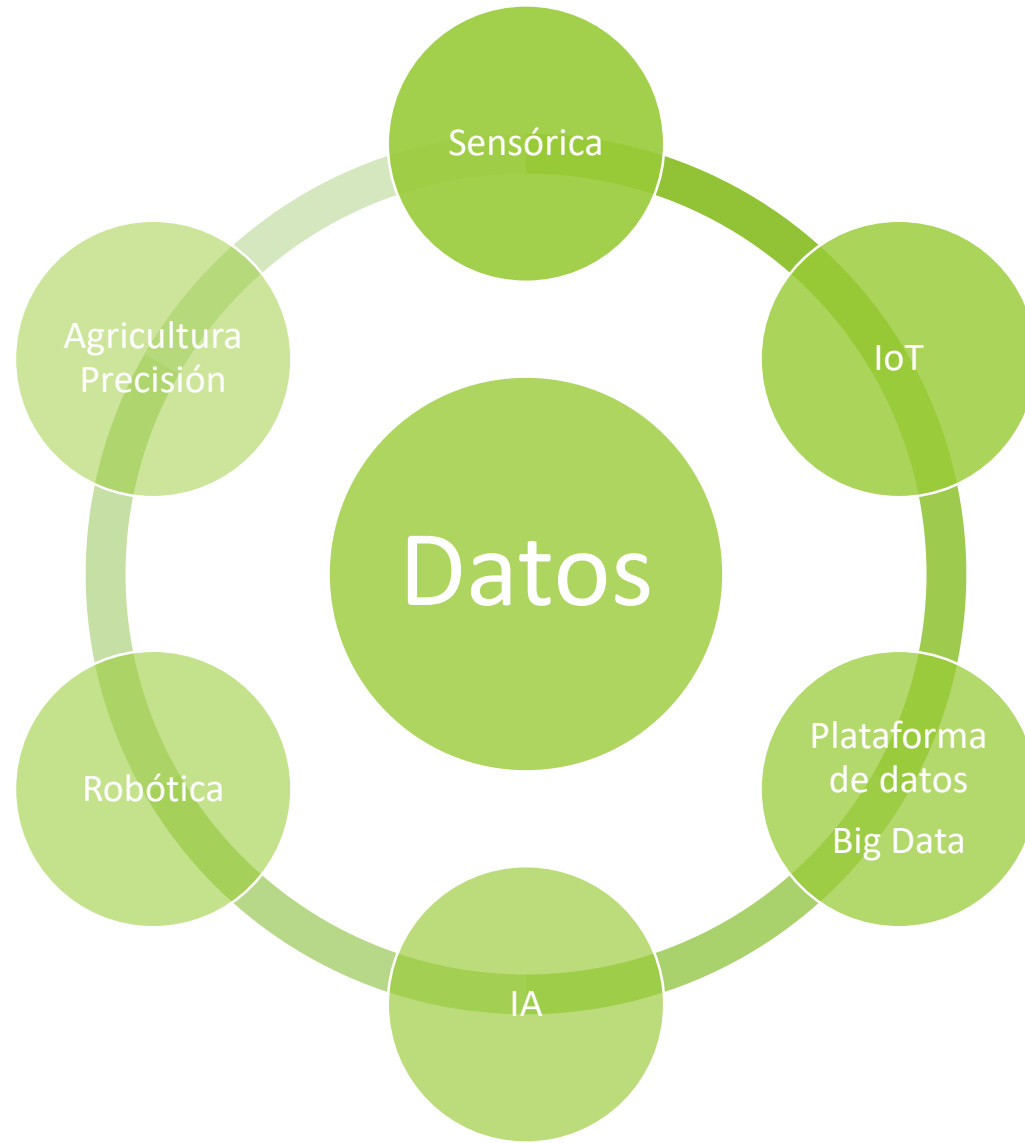 Sensórica
IoT
Plataforma
de datos
Big Data
IA
Robótica
Agricultura
Precisión
Datos